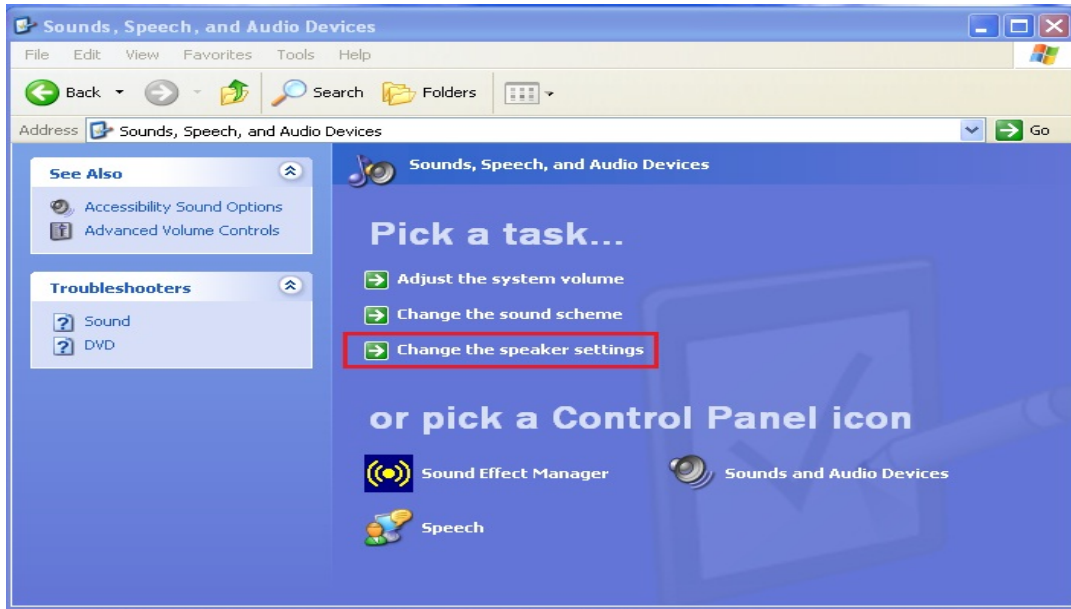 Sounds, Speech, and Audio Devices
File Edit View Favorites Tools Help
Back Search Folders
Address Sounds, Speech, and Audio Devices Go
See Also
Accessibility Sound Options
Advanced Volume Controls
Troubleshooters
Sound
DVD
Sounds, Speech, and Audio Devices
Pick a task...
Adjust the system volume
Change the sound scheme
Change the speaker settings
or pick a Control Panel icon
Sound Effect Manager Sounds and Audio Devices
Speech